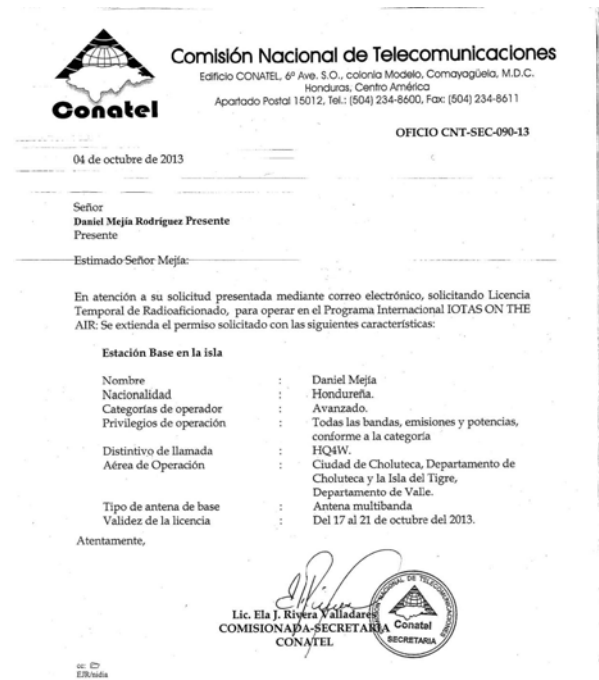 Conatel
Comisión Nacional de Telecomunicaciones
Edificio CONATEL, 6ª Ave. S.O., colonia Modelo, Comayagüela, M.D.C.
Honduras, Centro América
Apartado Postal 15012, Tel.: (504) 234-8600, Fax: (504) 234-8611
OFICIO CNT-SEC-090-13
04 de octubre de 2013
Señor
Daniel Mejía Rodríguez Presente
Presente
Estimado Señor Mejía:
En atención a su solicitud presentada mediante correo electrónico, solicitando Licencia
Temporal de Radioaficionado, para operar en el Programa Internacional IOTAS ON THE
AIR: Se extienda el permiso solicitado con las siguientes características:
Estación Base en la isla
Nombre : Daniel Mejía
Nacionalidad : Hondureña.
Categorías de operador : Avanzado.
Privilegios de operación : Todas las bandas, emisiones y potencias,
conforme a la categoría
Distintivo de llamada : HQ4W.
Aérea de Operación : Ciudad de Choluteca, Departamento de
Choluteca y la Isla del Tigre,
Departamento de Valle.
Tipo de antena de base : Antena multibanda
Validez de la licencia : Del 17 al 21 de octubre del 2013.
Atentamente,
Lic. Ela J. Rivera Valladares
COMISIONADA-SECRETARIA
CONATEL
COMISION NACIONAL DE TELECOMUNICACIONES
Conatel
SECRETARIA
cc:
EJR/nidia